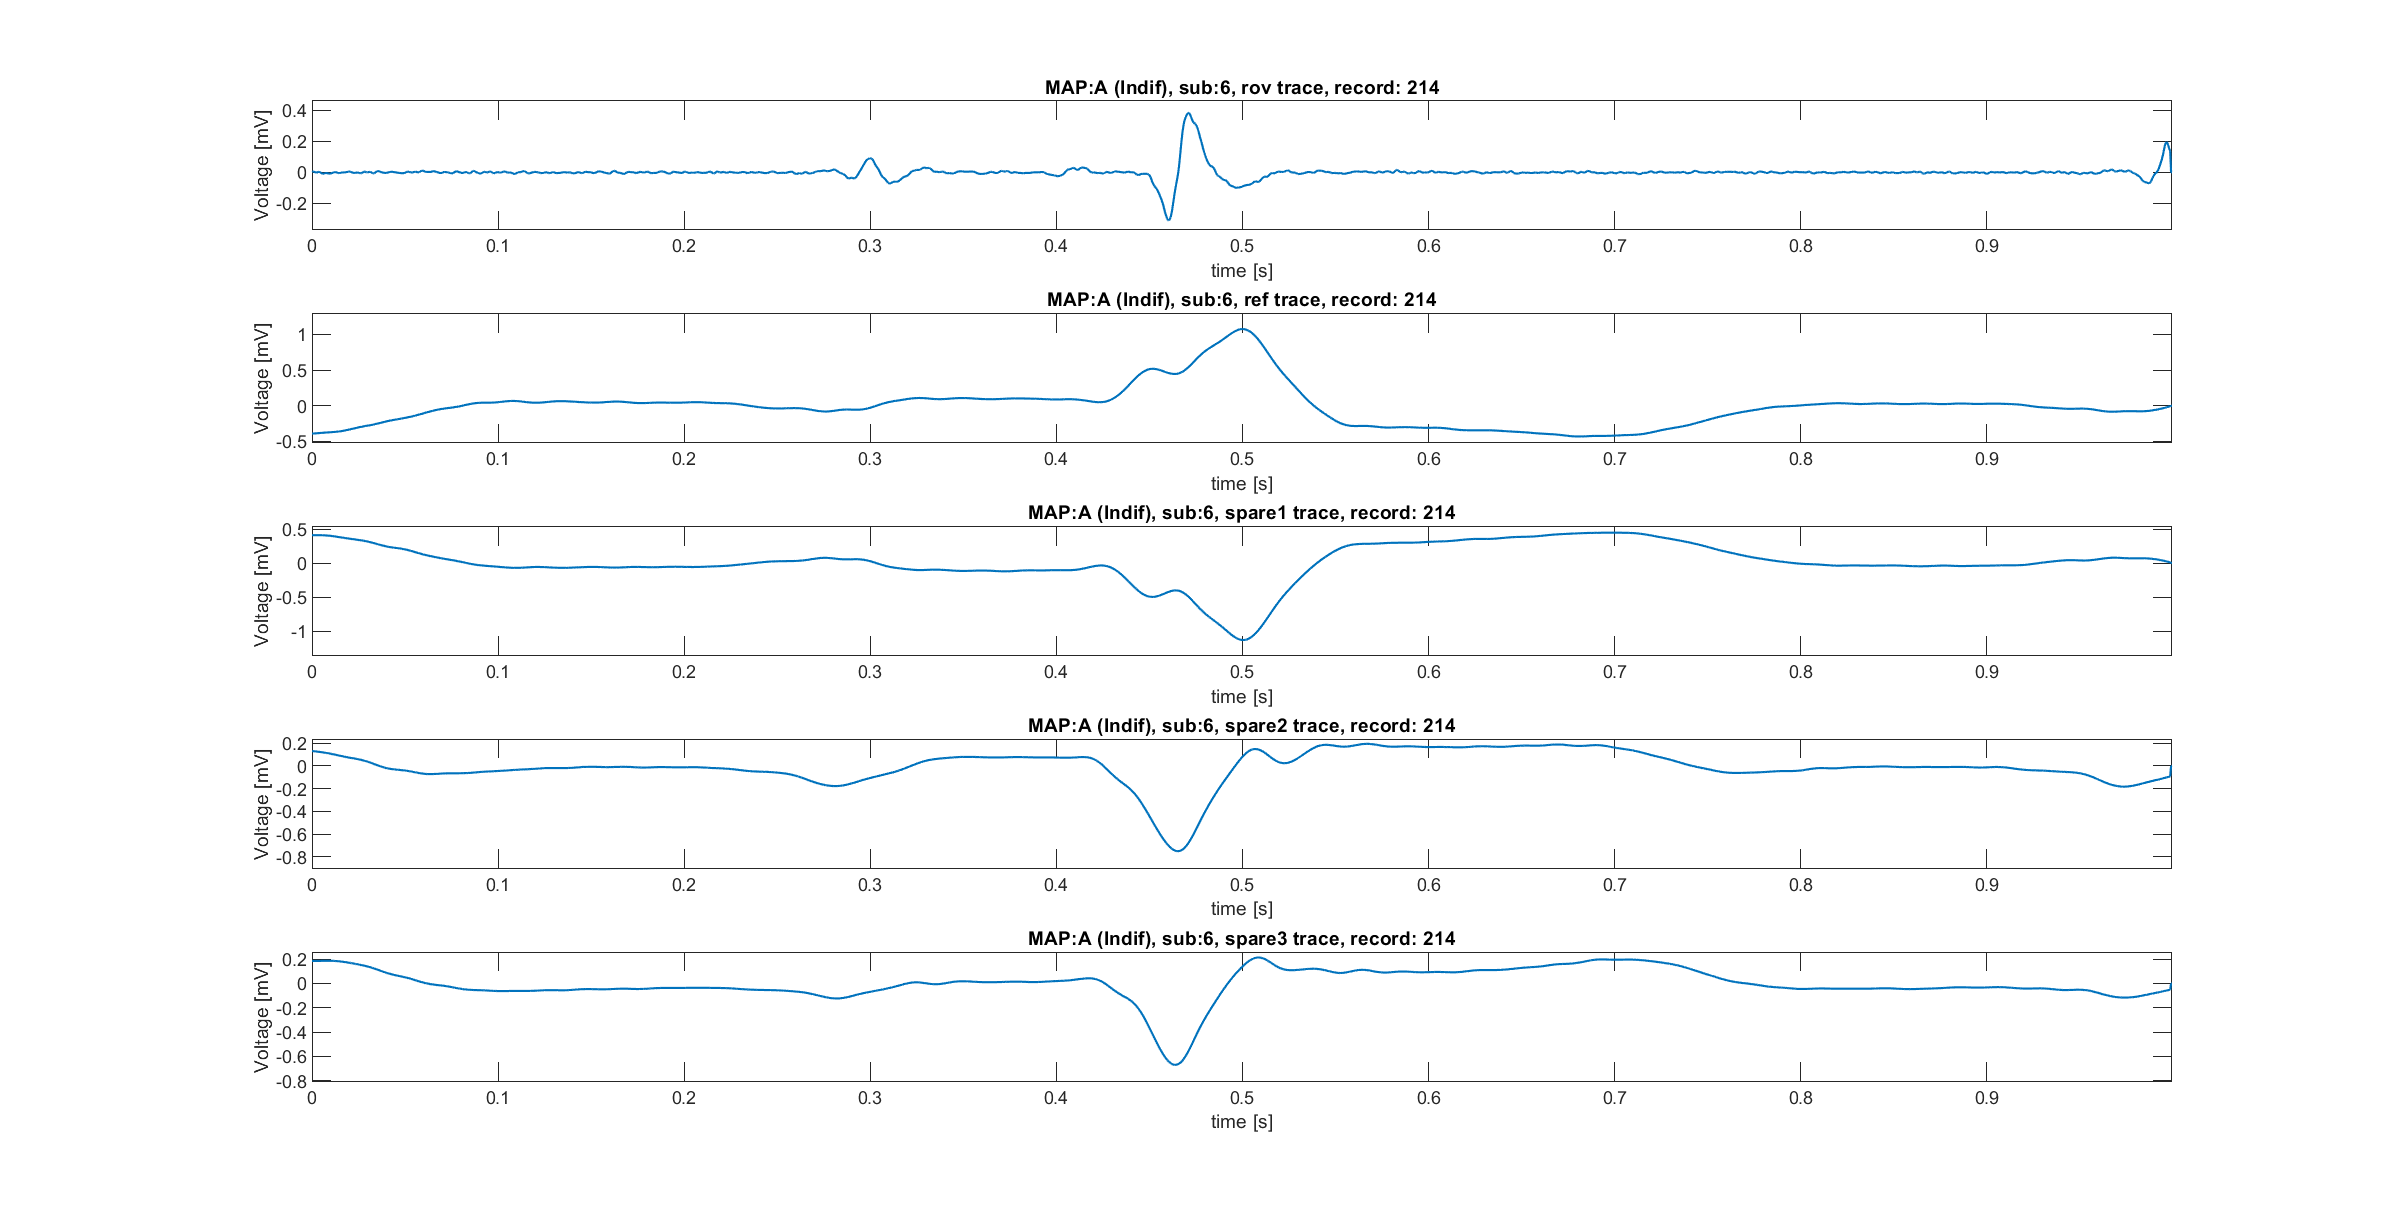 MAP:A (Indif), sub:6, rov trace, record: 214
Voltage [mV]
0.4
0.2
0
-0.2
0 0.1 0.2 0.3 0.4 0.5 0.6 0.7 0.8 0.9
time [s]
MAP:A (Indif), sub:6, ref trace, record: 214
Voltage [mV]
1
0.5
0
-0.5
0 0.1 0.2 0.3 0.4 0.5 0.6 0.7 0.8 0.9
time [s]
MAP:A (Indif), sub:6, spare1 trace, record: 214
Voltage [mV]
0.5
0
-0.5
-1
0 0.1 0.2 0.3 0.4 0.5 0.6 0.7 0.8 0.9
time [s]
MAP:A (Indif), sub:6, spare2 trace, record: 214
Voltage [mV]
0.2
0
-0.2
-0.4
-0.6
-0.8
0 0.1 0.2 0.3 0.4 0.5 0.6 0.7 0.8 0.9
time [s]
MAP:A (Indif), sub:6, spare3 trace, record: 214
Voltage [mV]
0.2
0
-0.2
-0.4
-0.6
-0.8
0 0.1 0.2 0.3 0.4 0.5 0.6 0.7 0.8 0.9
time [s]